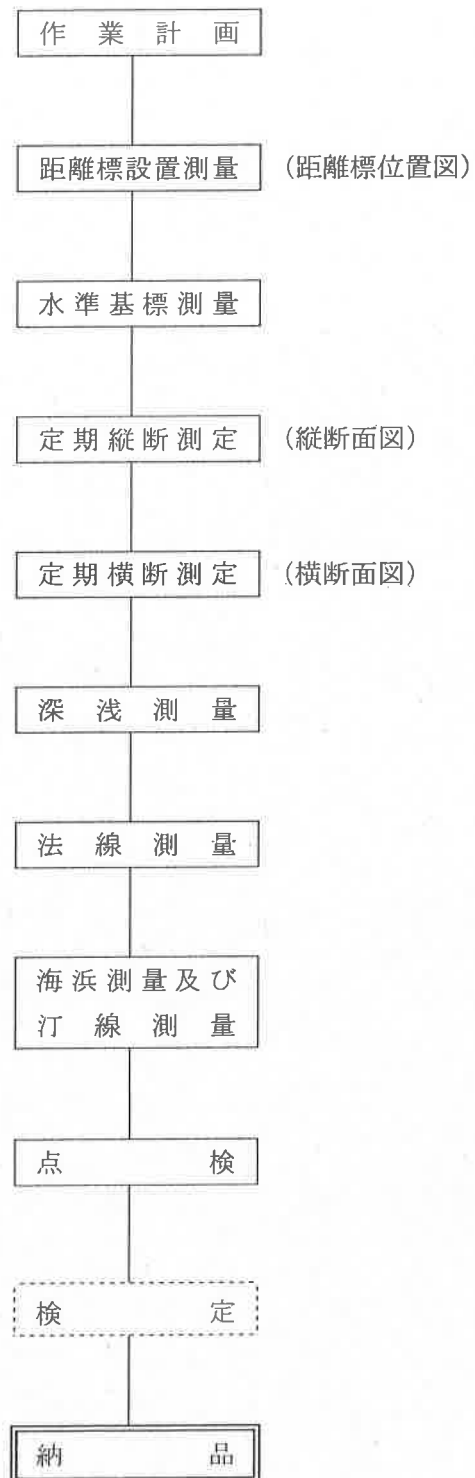 作業計画
距離標設置測量 (距離標位置図)
水準基標測量
定期縦断測定 (縦断面図)
定期横断測定 (横断面図)
深浅測量
法線測量
海浜測量及び
汀線測量
点検
検定
納品